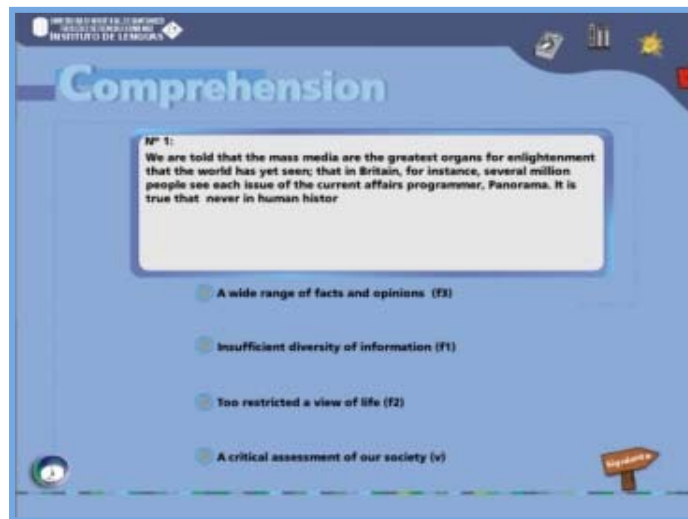 INSTITUTO DE LENGUAS
Comprehension
Nº 1:
We are told that the mass media are the greatest organs for enlightenment
that the world has yet seen; that in Britain, for instance, several million
people see each issue of the current affairs programmer, Panorama. It is
true that never in human histor
A wide range of facts and opinions (f3)
Insufficient diversity of information (f1)
Too restricted a view of life (f2)
A critical assessment of our society (v)
Siguiente